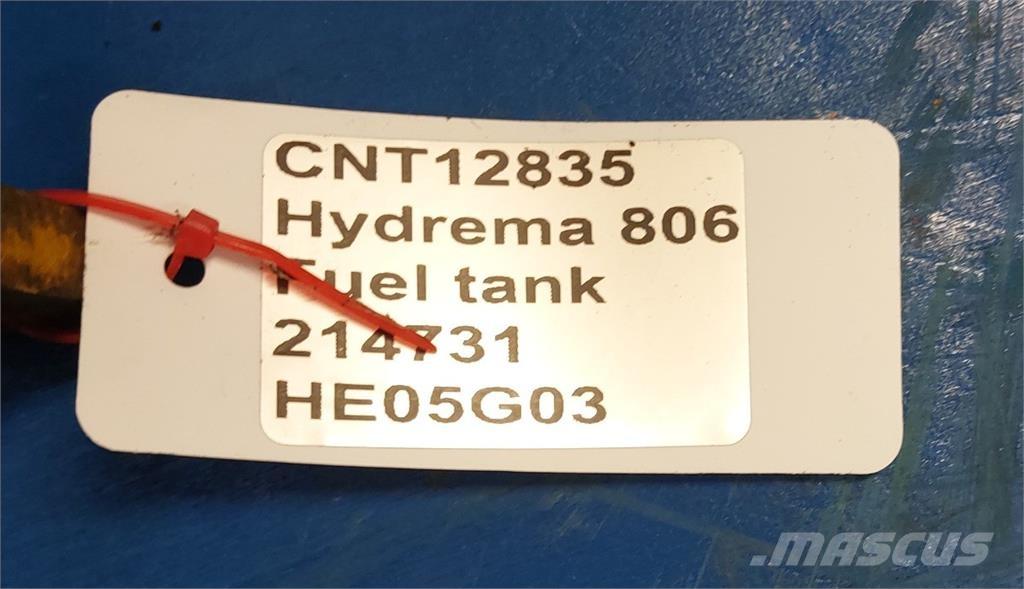 CNT12835
Hydrema 806
Fuel tank
214731
HE05G03
.MASCUS